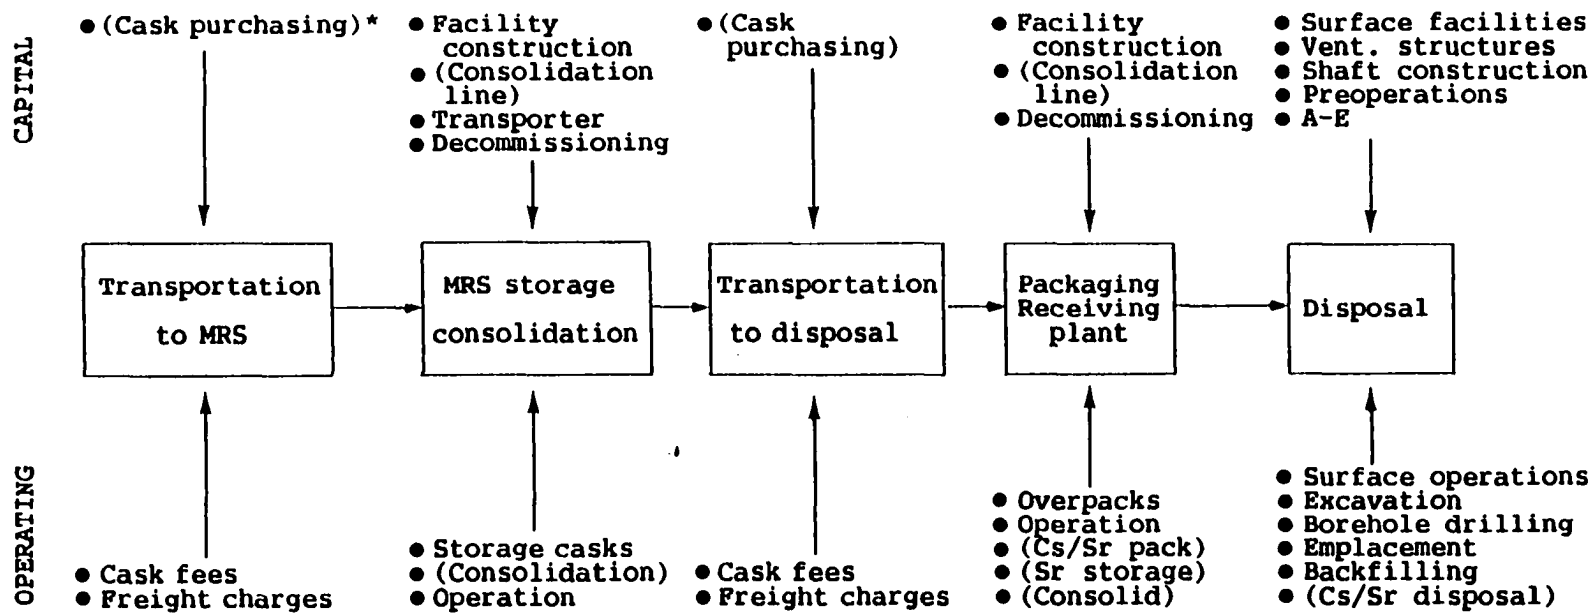 CAPITAL
● (Cask purchasing)*
● Facility
construction
● (Consolidation
line)
● Transporter
● Decommissioning
● (Cask
purchasing)
● Facility
construction
● (Consolidation
line)
● Decommissioning
● Surface facilities
● Vent. structures
● Shaft construction
● Preoperations
● A-E
Transportation
to MRS
MRS storage
consolidation
Transportation
to disposal
Packaging
Receiving
plant
Disposal
OPERATING
● Cask fees
● Freight charges
● Storage casks
● (Consolidation)
● Operation
● Cask fees
● Freight charges
● Overpacks
● Operation
● (Cs/Sr pack)
● (Sr storage)
● (Consolid)
● Surface operations
● Excavation
● Borehole drilling
● Emplacement
● Backfilling
● (Cs/Sr disposal)